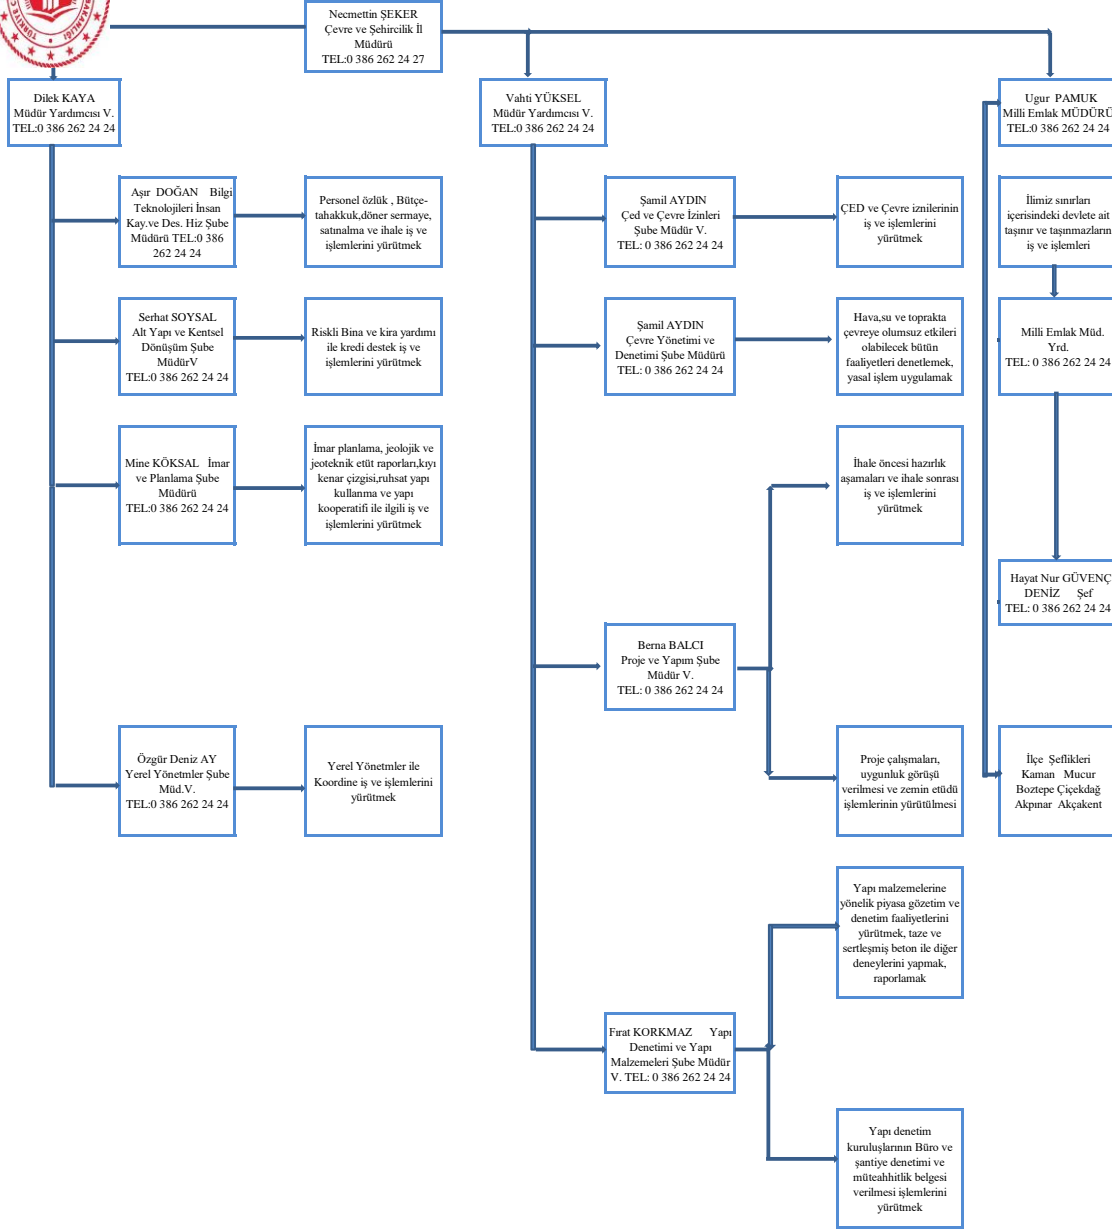 TÜRKİYE C
BAKANLIĞI
Necmettin ŞEKER
Çevre ve Şehircilik İl
Müdürü
TEL:0 386 262 24 27
Dilek KAYA
Müdür Yardımcısı V.
TEL:0 386 262 24 24
Vahti YÜKSEL
Müdür Yardımcısı V.
TEL:0 386 262 24 24
Ugur PAMUK
Milli Emlak MÜDÜRÜ
TEL:0 386 262 24 24
Aşır DOĞAN Bilgi
Teknolojileri İnsan
Kay.ve Des. Hiz Şube
Müdürü TEL:0 386
262 24 24
Personel özlük , Bütçe-
tahakkuk,döner sermaye,
satınalma ve ihale iş ve
işlemlerini yürütmek
Şamil AYDIN
Çed ve Çevre İzinleri
Şube Müdür V.
TEL: 0 386 262 24 24
ÇED ve Çevre iznilerinin
iş ve işlemlerini
yürütmek
İlimiz sınırları
içerisindeki devlete ait
taşınır ve taşınmazların
iş ve işlemleri
Serhat SOYSAL
Alt Yapı ve Kentsel
Dönüşüm Şube
MüdürV
TEL:0 386 262 24 24
Riskli Bina ve kira yardımı
ile kredi destek iş ve
işlemlerini yürütmek
Şamil AYDIN
Çevre Yönetimi ve
Denetimi Şube Müdürü
TEL: 0 386 262 24 24
Hava,su ve toprakta
çevreye olumsuz etkileri
olabilecek bütün
faaliyetleri denetlemek,
yasal işlem uygulamak
Milli Emlak Müd.
Yrd.
TEL: 0 386 262 24 24
Mine KÖKSAL İmar
ve Planlama Şube
Müdürü
TEL:0 386 262 24 24
İmar planlama, jeolojik ve
jeoteknik etüt raporları,kıyı
kenar çizgisi,ruhsat yapı
kullanma ve yapı
kooperatifi ile ilgili iş ve
işlemlerini yürütmek
İhale öncesi hazırlık
aşamaları ve ihale sonrası
iş ve işlemlerini
yürütmek
Hayat Nur GÜVENÇ
DENİZ Şef
TEL: 0 386 262 24 24
Berna BALCI
Proje ve Yapım Şube
Müdür V.
TEL: 0 386 262 24 24
Özgür Deniz AY
Yerel Yönetmler Şube
Müd.V.
TEL:0 386 262 24 24
Yerel Yönetmler ile
Koordine iş ve işlemlerini
yürütmek
Proje çalışmaları,
uygunluk görüşü
verilmesi ve zemin etüdü
işlemlerinin yürütülmesi
İlçe Şeflikleri
Kaman Mucur
Boztepe Çiçekdağ
Akpınar Akçakent
Yapı malzemelerine
yönelik piyasa gözetim ve
denetim faaliyetlerini
yürütmek, taze ve
sertleşmiş beton ile diğer
deneylerini yapmak,
raporlamak
Fırat KORKMAZ Yapı
Denetimi ve Yapı
Malzemeleri Şube Müdür
V. TEL: 0 386 262 24 24
Yapı denetim
kuruluşlarının Büro ve
şantiye denetimi ve
müteahhitlik belgesi
verilmesi işlemlerini
yürütmek